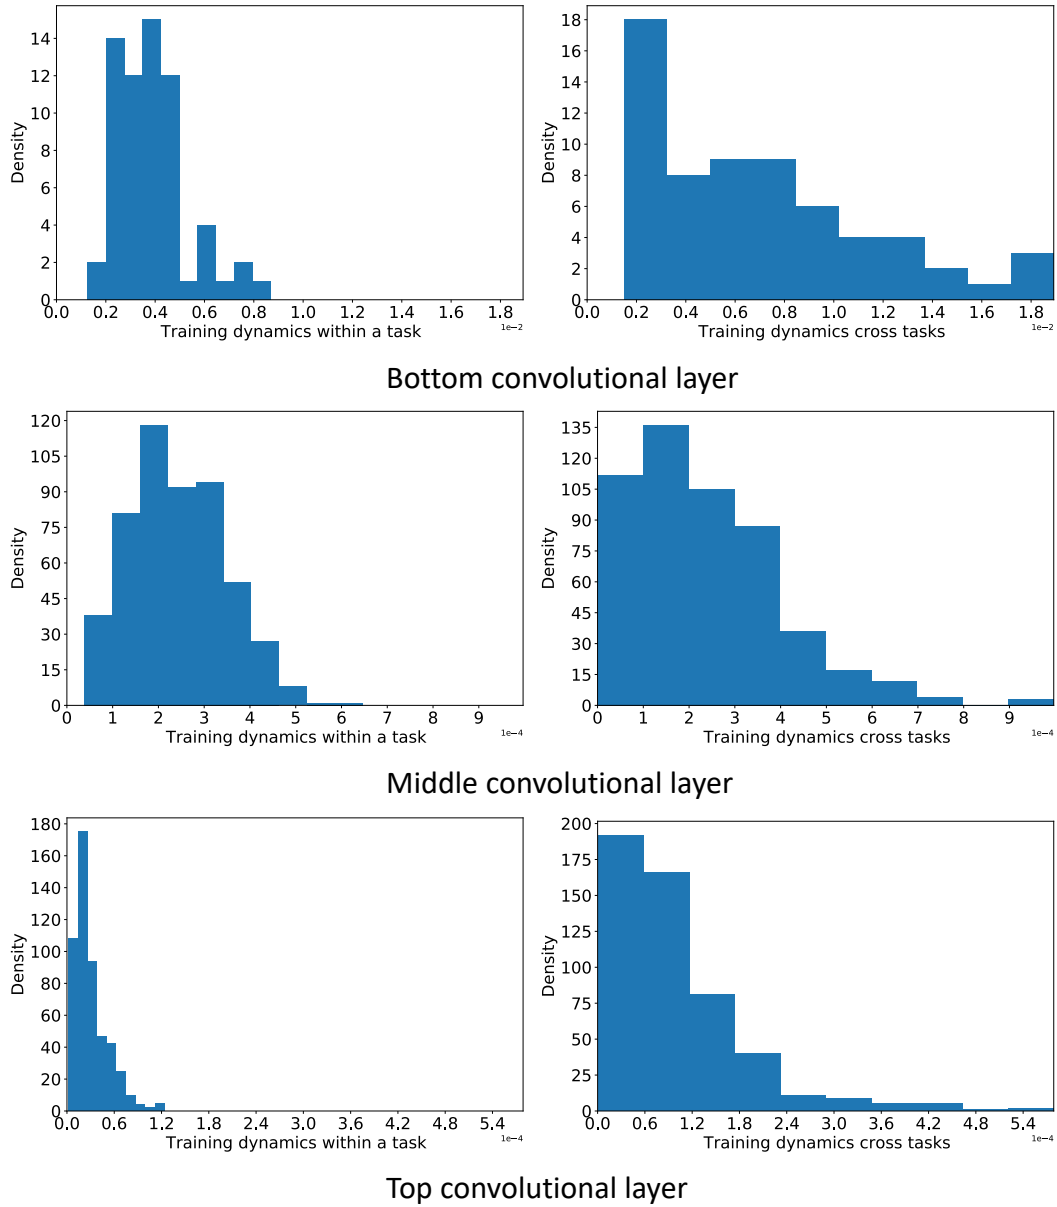 14
12
10
8
6
4
2
0
Density
0.0 0.2 0.4 0.6 0.8 1.0 1.2 1.4 1.6 1.8
Training dynamics within a task
1e−2
18
16
14
12
10
8
6
4
2
0
Density
0.0 0.2 0.4 0.6 0.8 1.0 1.2 1.4 1.6 1.8
Training dynamics cross tasks
1e−2
Bottom convolutional layer
120
105
90
75
60
45
30
15
0
Density
0 1 2 3 4 5 6 7 8 9
Training dynamics within a task
1e−4
135
120
105
90
75
60
45
30
15
0
Density
0 1 2 3 4 5 6 7 8 9
Training dynamics cross tasks
1e−4
Middle convolutional layer
180
160
140
120
100
80
60
40
20
0
Density
0.0 0.6 1.2 1.8 2.4 3.0 3.6 4.2 4.8 5.4
Training dynamics within a task
1e−4
200
175
150
125
100
75
50
25
0
Density
0.0 0.6 1.2 1.8 2.4 3.0 3.6 4.2 4.8 5.4
Training dynamics cross tasks
1e−4
Top convolutional layer